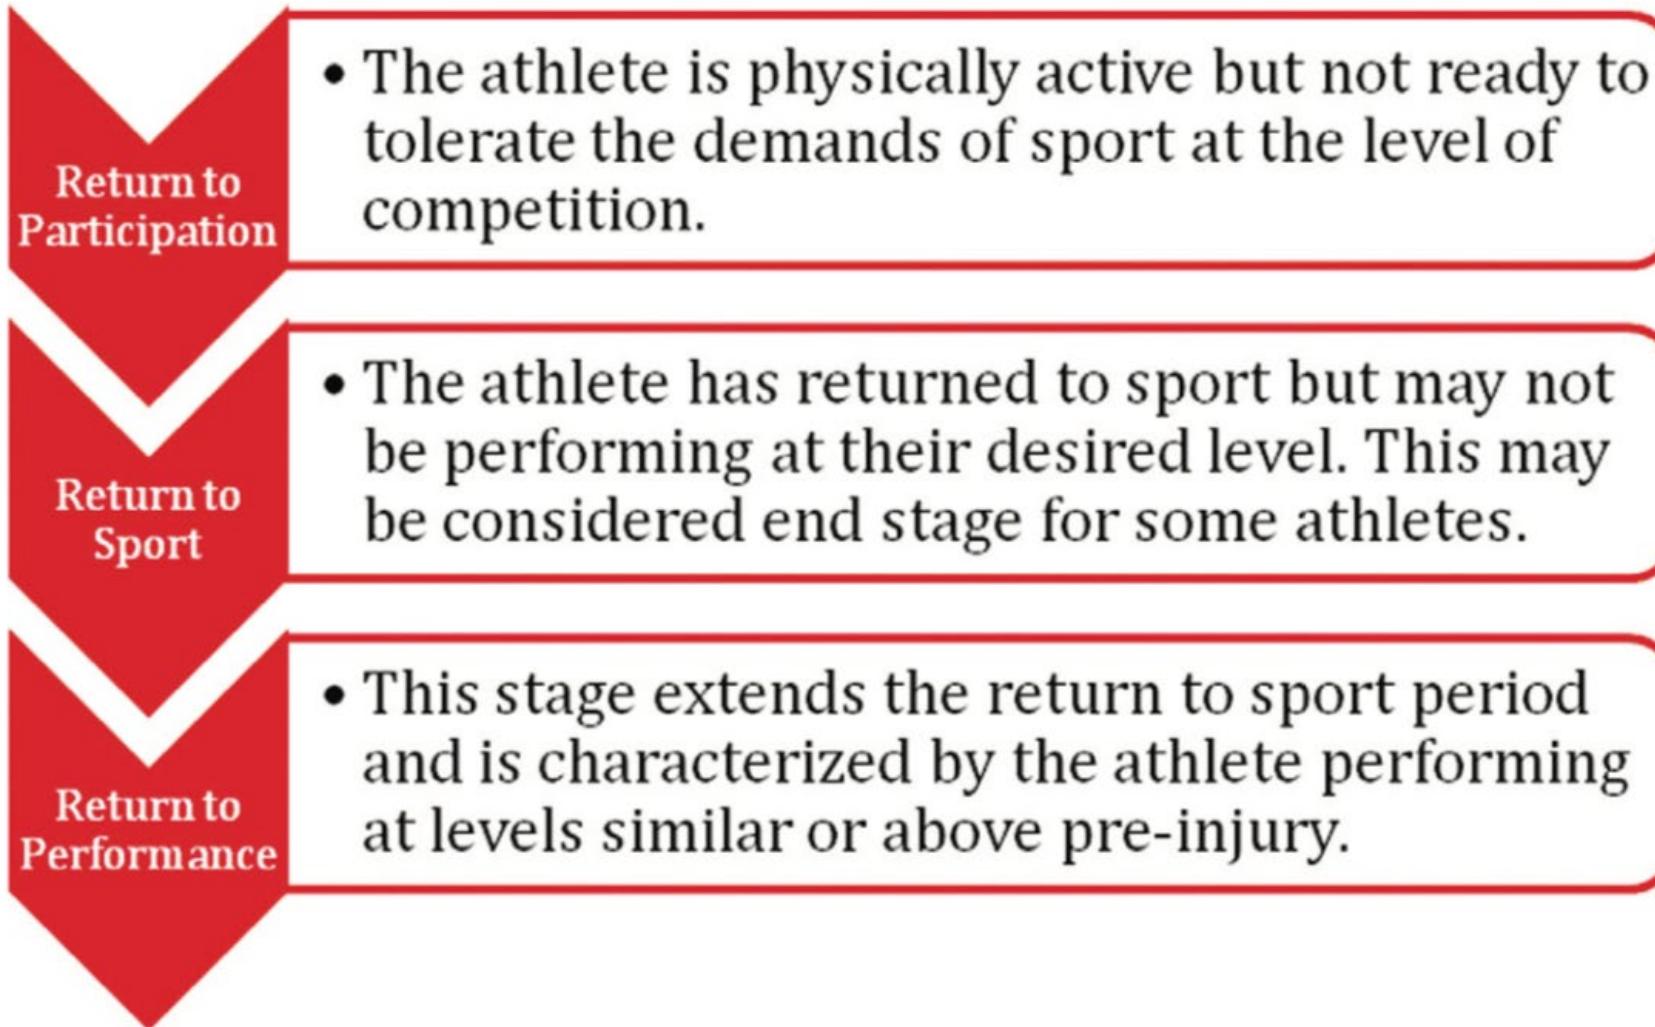 Return to
Participation
• The athlete is physically active but not ready to
tolerate the demands of sport at the level of
competition.
Return to
Sport
• The athlete has returned to sport but may not
be performing at their desired level. This may
be considered end stage for some athletes.
Return to
Performance
• This stage extends the return to sport period
and is characterized by the athlete performing
at levels similar or above pre-injury.